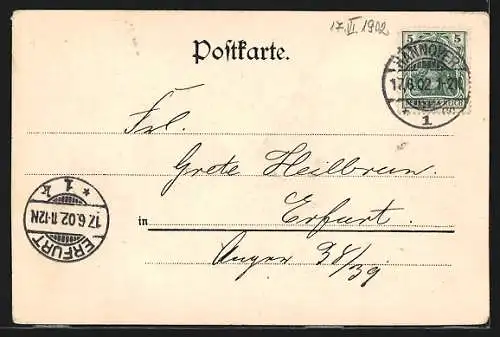 17.VI.1902
Postkarte.
5 5
HANNOVER
17.6.02.
1
Frl.
Grete Heilbrun.
in Erfurt.
Anger 38/39
ERFURT
17.6.02.11-12N
* 1 k